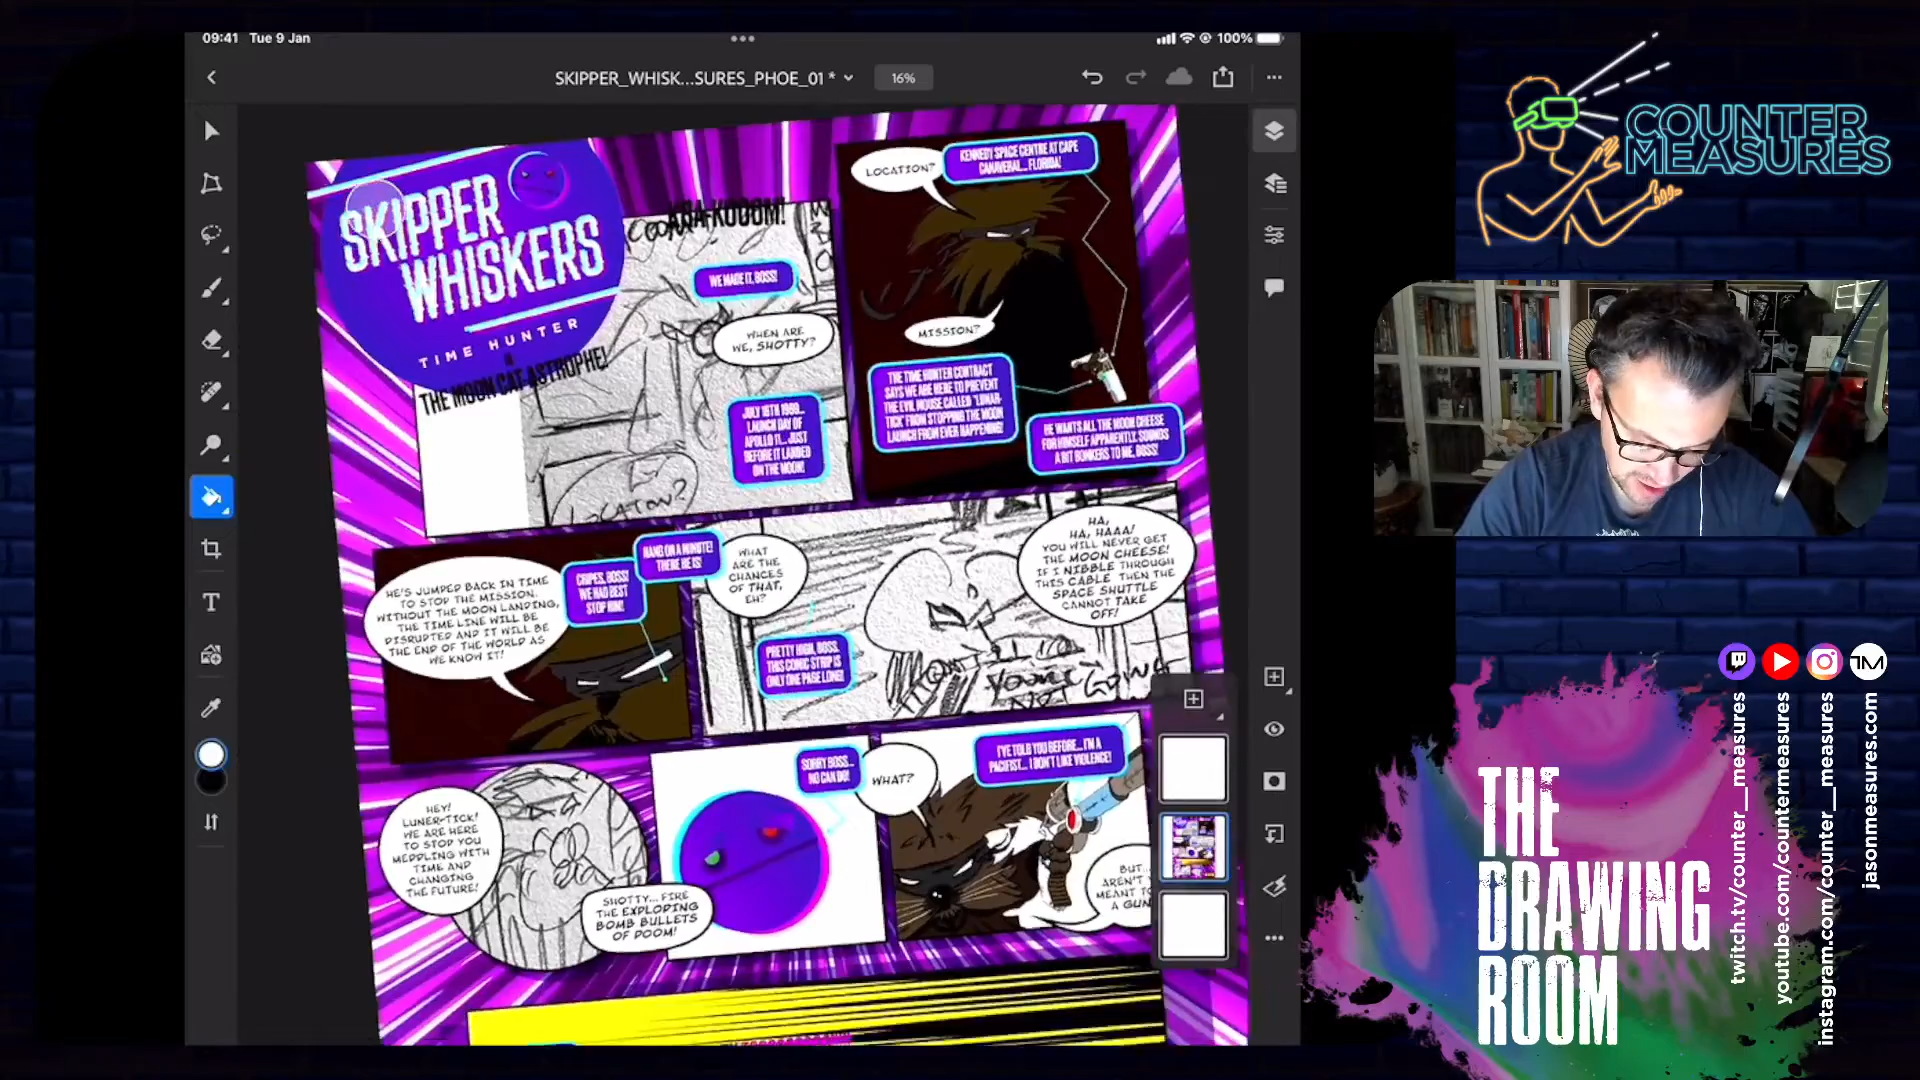 09:41 Tue 9 Jan
100%
SKIPPER_WHISK...SURES_PHOE_01 *
16%
SKIPPER
WHISKERS
TIME HUNTER
THE MOON CAT-ASTROPHE!
KRA-KOOOM!
WE MADE IT, BOSS!
WHEN ARE
WE, SHOTTY?
JULY 16TH 1969...
LAUNCH DAY OF
APOLLO 11... JUST
BEFORE IT LANDED
ON THE MOON!
LOCATION?
LOCATION?
KENNEDY SPACE CENTRE AT CAPE
CANAVERAL... FLORIDA!
MISSION?
THE TIME HUNTER CONTRACT
SAYS WE ARE HERE TO PREVENT
THE EVIL MOUSE CALLED "LUNAR-
TICK" FROM STOPPING THE MOON
LAUNCH FROM EVER HAPPENING!
HE WANTS ALL THE MOON CHEESE
FOR HIMSELF APPARENTLY. SOUNDS
A BIT BONKERS TO ME, BOSS!
HE'S JUMPED BACK IN TIME
TO STOP THE MISSION.
WITHOUT THE MOON LANDING,
THE TIME LINE WILL BE
DISRUPTED AND IT WILL BE
THE END OF THE WORLD AS
WE KNOW IT!
CRIPES, BOSS!
WE HAD BEST
STOP HIM!
HANG ON A MINUTE!
THERE HE IS!
WHAT
ARE THE
CHANCES
OF THAT,
EH?
PRETTY HIGH, BOSS.
THIS COMIC STRIP IS
ONLY ONE PAGE LONG!
HA,
HA, HAAA!
YOU WILL NEVER GET
THE MOON CHEESE!
IF I NIBBLE THROUGH
THIS CABLE THEN THE
SPACE SHUTTLE
CANNOT TAKE
OFF!
HEY!
LUNER-TICK!
WE ARE HERE
TO STOP YOU
MEDDLING WITH
TIME AND
CHANGING
THE FUTURE!
SHOTTY... FIRE
THE EXPLODING
BOMB BULLETS
OF DOOM!
SORRY BOSS...
NO CAN DO!
WHAT?
I'VE TOLD YOU BEFORE... I'M A
PACIFIST... I DON'T LIKE VIOLENCE!
BUT...
AREN'T
MEANT TO
A GUN
COUNTER
MEASURES
THE
DRAWING
ROOM
twitch.tv/counter__measures
youtube.com/countermeasures
instagram.com/counter__measures
jasonmeasures.com